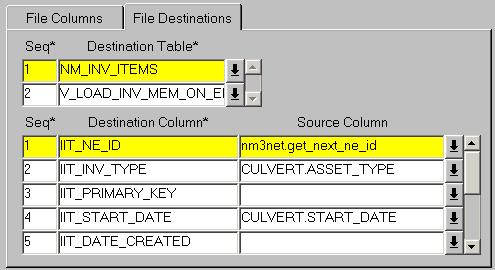 File Columns File Destinations
Seq* Destination Table*
1 NM_INV_ITEMS
2 V_LOAD_INV_MEM_ON_E
Seq* Destination Column* Source Column
1 IIT_NE_ID nm3net.get_next_ne_id
2 IIT_INV_TYPE CULVERT.ASSET_TYPE
3 IIT_PRIMARY_KEY
4 IIT_START_DATE CULVERT.START_DATE
5 IIT_DATE_CREATED